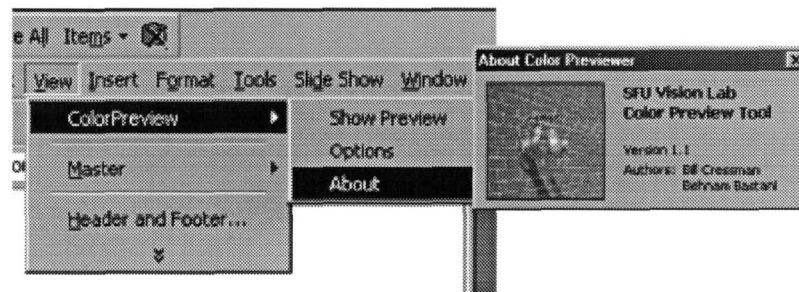 e All Items
View Insert Format Tools Slide Show Window
ColorPreview
Master
Header and Footer...
Show Preview
Options
About
About Color Previewer
SFU Vision Lab
Color Preview Tool
Version 1.1
Authors: Bill Cressman
Behnam Bastani